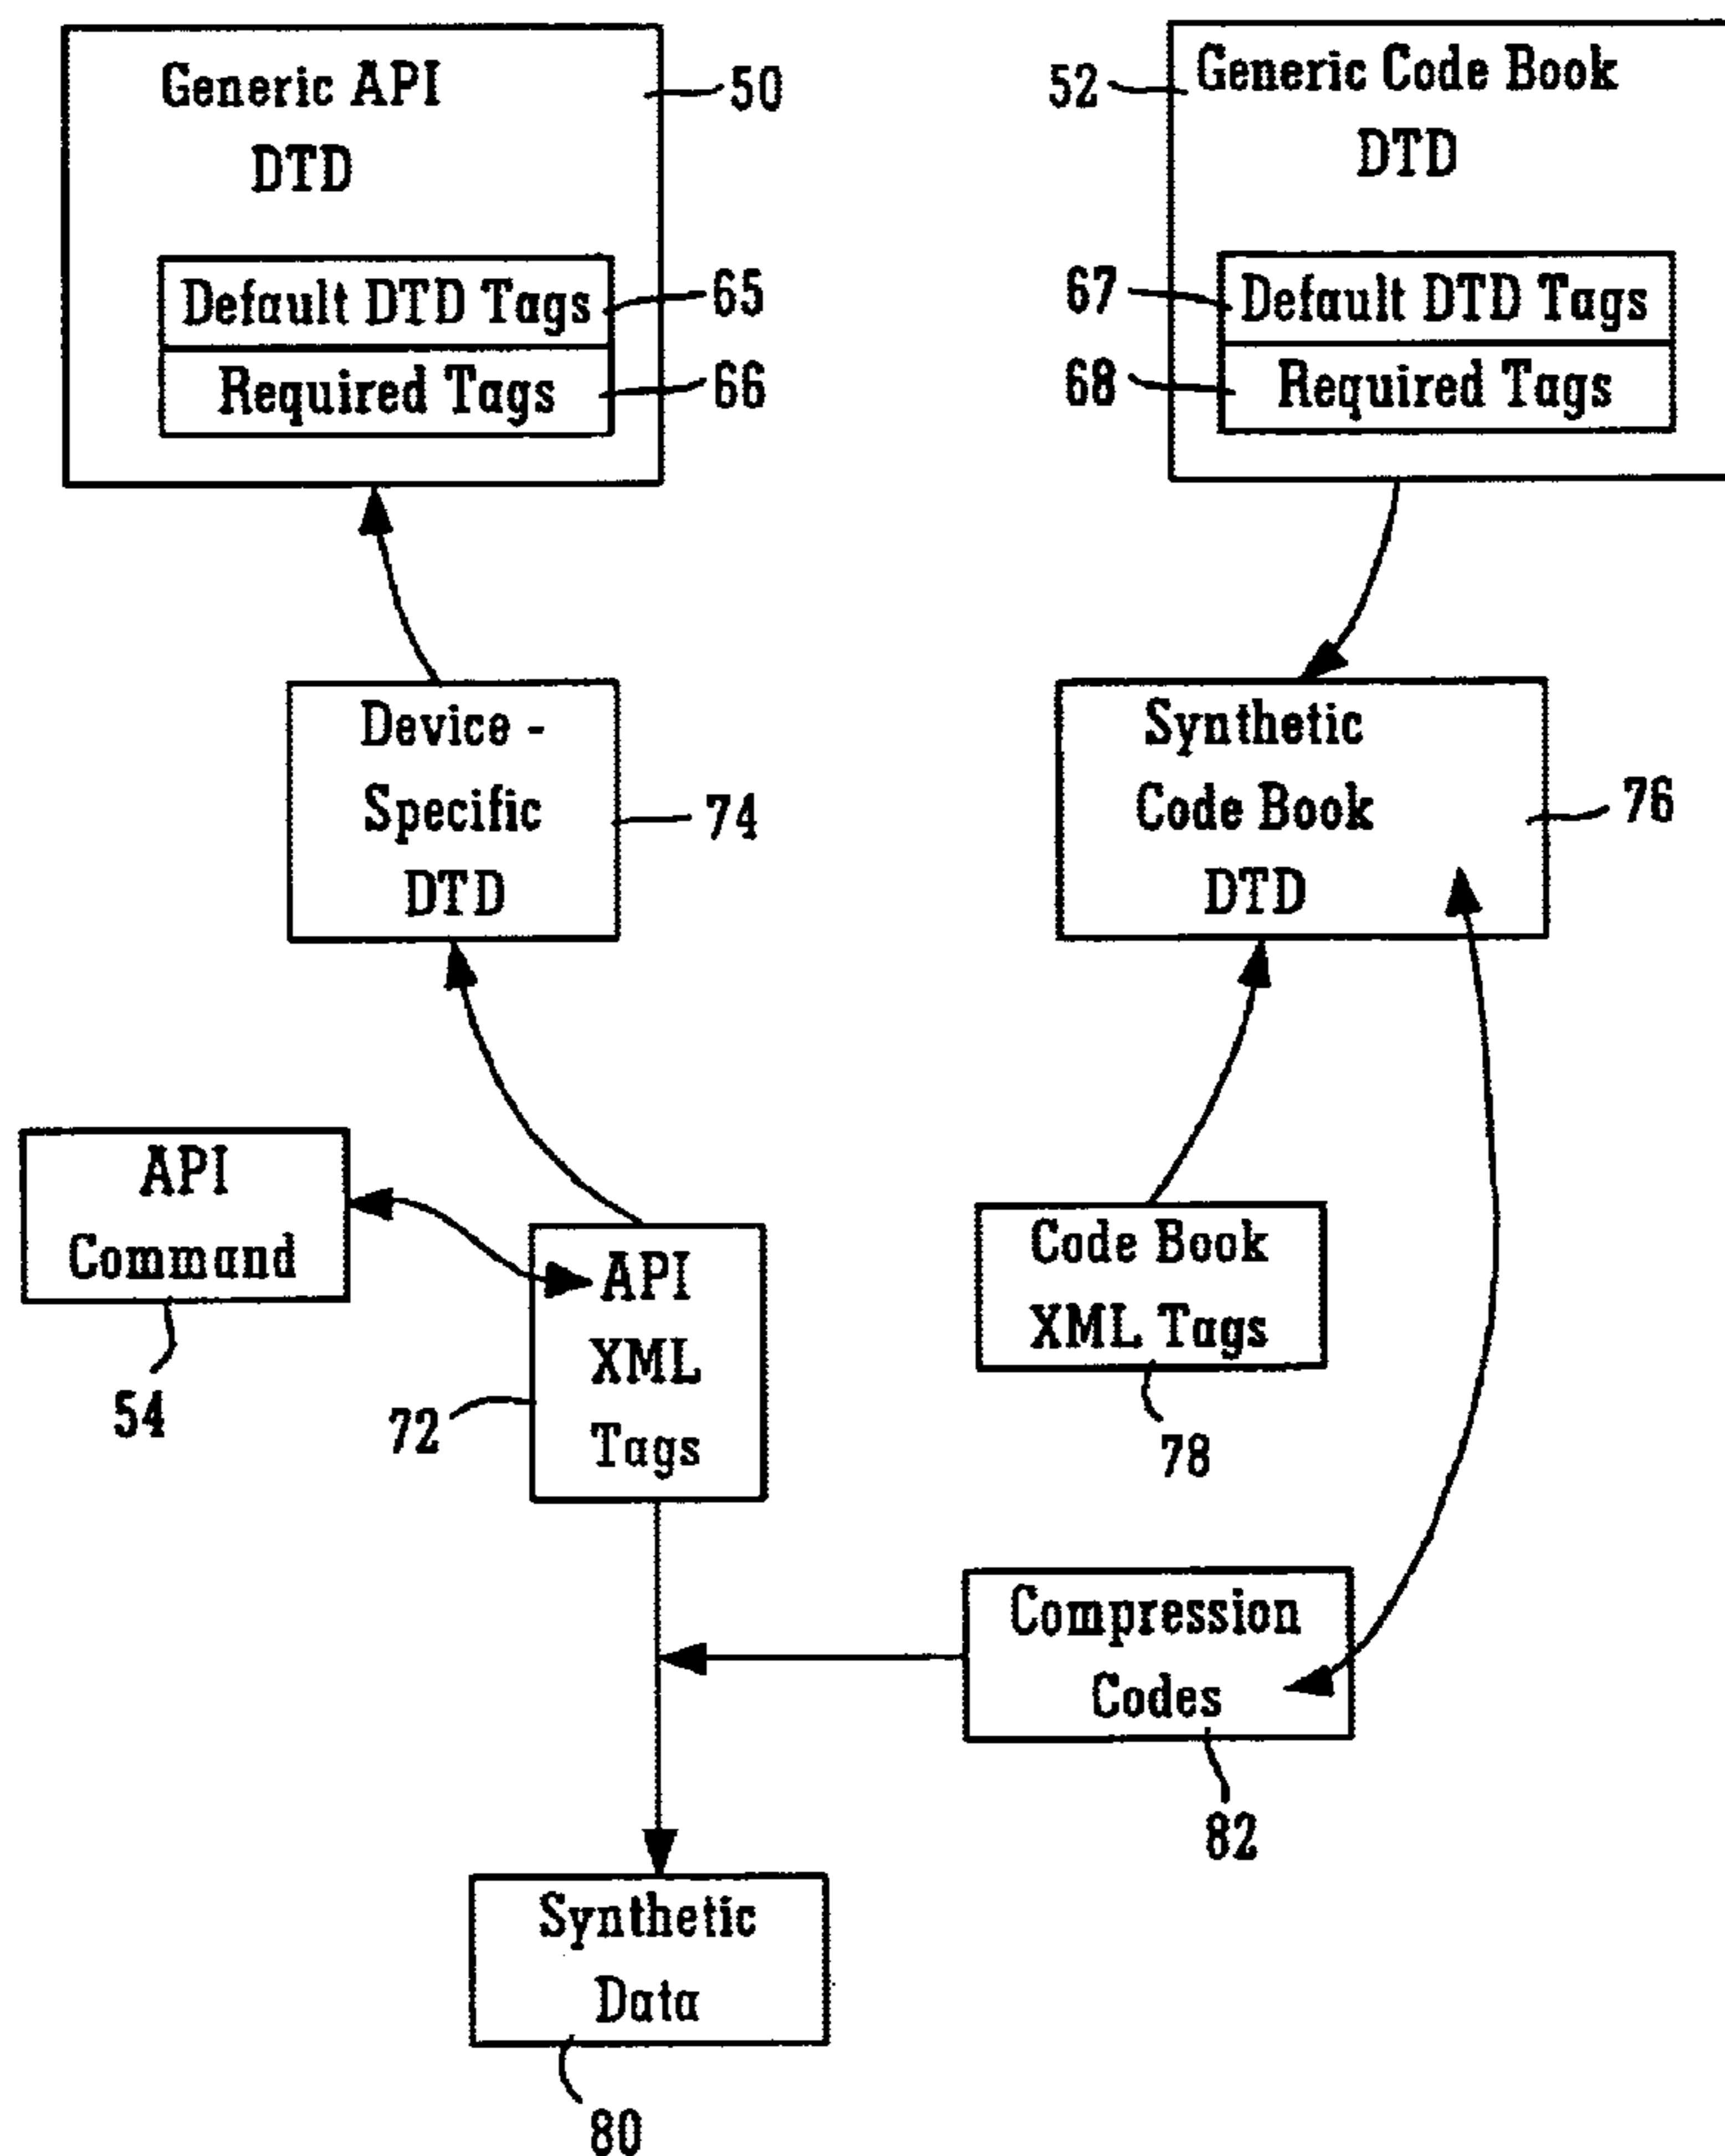 Generic API
DTD
50
Default DTD Tags
65
Required Tags
66
52
Generic Code Book
DTD
67
Default DTD Tags
68
Required Tags
Device -
Specific
DTD
74
Synthetic
Code Book
DTD
76
API
Command
54
API
XML
Tags
72
Code Book
XML Tags
78
Compression
Codes
82
Synthetic
Data
80